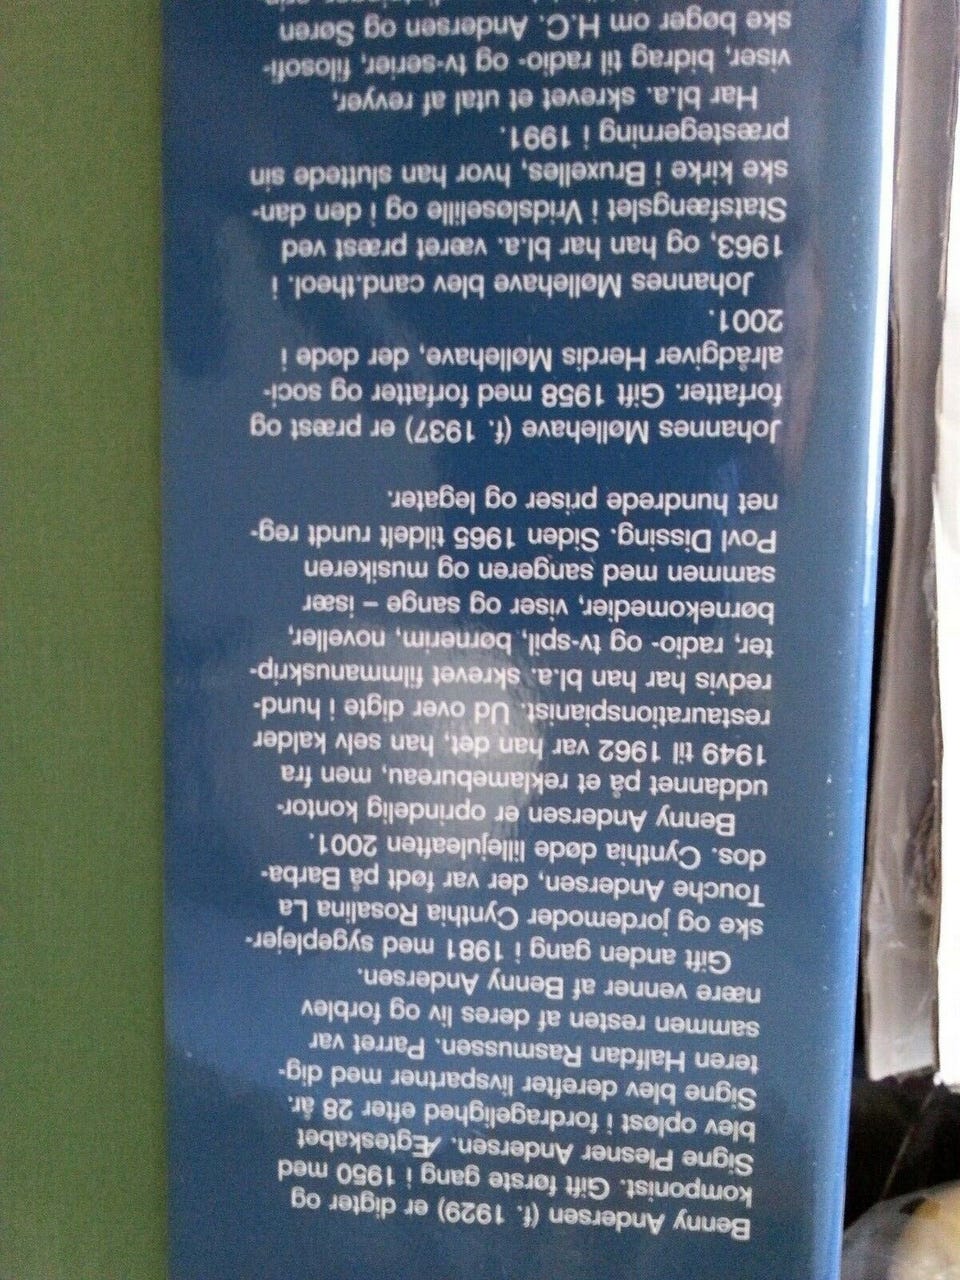 Benny Andersen (f. 1929) er digter og
komponist. Gift første gang i 1950 med
Signe Plesner Andersen. Ægteskabet
blev opløst i fordragelighed efter 28 år.
Signe blev derefter livspartner med dig-
teren Halfdan Rasmussen. Parret var
sammen resten af deres liv og forblev
nære venner af Benny Andersen.
Gift anden gang i 1981 med sygeplejer-
ske og jordemoder Cynthia Rosalina La
Touche Andersen, der var født på Barba-
dos. Cynthia døde lillejuleaften 2001.
Benny Andersen er oprindelig kontor-
uddannet på et reklamebureau, men fra
1949 til 1962 var han det, han selv kalder
restaurationspianist. Ud over digte i hund-
redvis har han bl.a. skrevet filmmanuskrip-
ter, radio- og tv-spil, børnerim, noveller,
børnekomedier, viser og sange – især
sammen med sangeren og musikeren
Povl Dissing. Siden 1965 tildelt rundt reg-
net hundrede priser og legater.
Johannes Møllehave (f. 1937) er præst og
forfatter. Gift 1958 med forfatter og soci-
alrådgiver Herdis Møllehave, der døde i
2001.
Johannes Møllehave blev cand.theol. i
1963, og han har bl.a. været præst ved
Statsfængslet i Vridsløselille og i den dan-
ske kirke i Bruxelles, hvor han sluttede sin
præstegerning i 1991.
Har bl.a. skrevet et utal af revyer,
viser, bidrag til radio- og tv-serier, filosofi-
ske bøger om H.C. Andersen og Søren